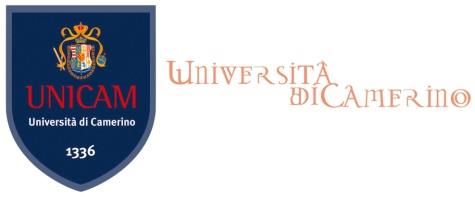 UNICAM
Università di Camerino
1336
UNIVERSITÀ
DI CAMERINO